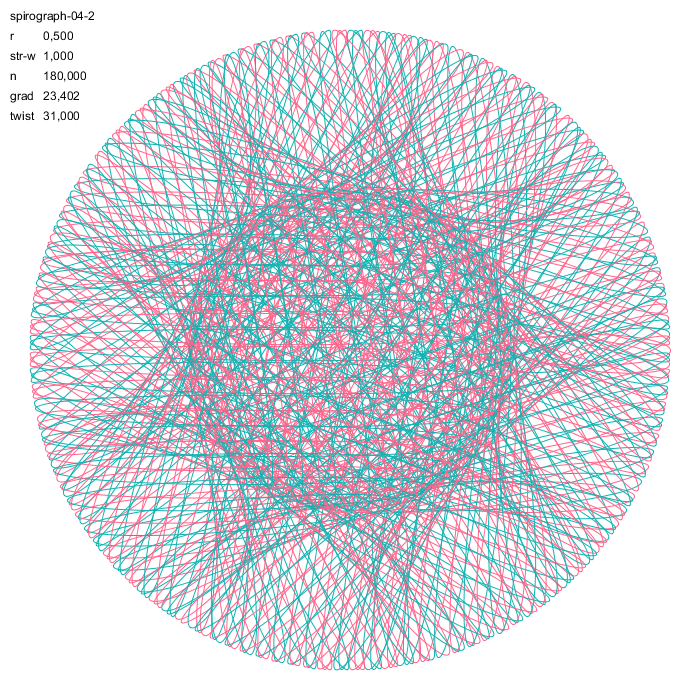 spirograph-04-2
r 0,500
str-w 1,000
n 180,000
grad 23,402
twist 31,000